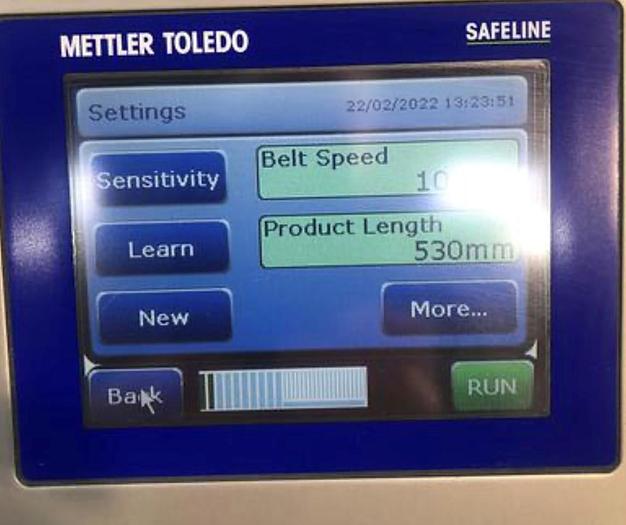 METTLER TOLEDO
SAFELINE
Settings 22/02/2022 13:23:51
Sensitivity
Belt Speed
Learn
Product Length
530mm
New
More...
Back
RUN